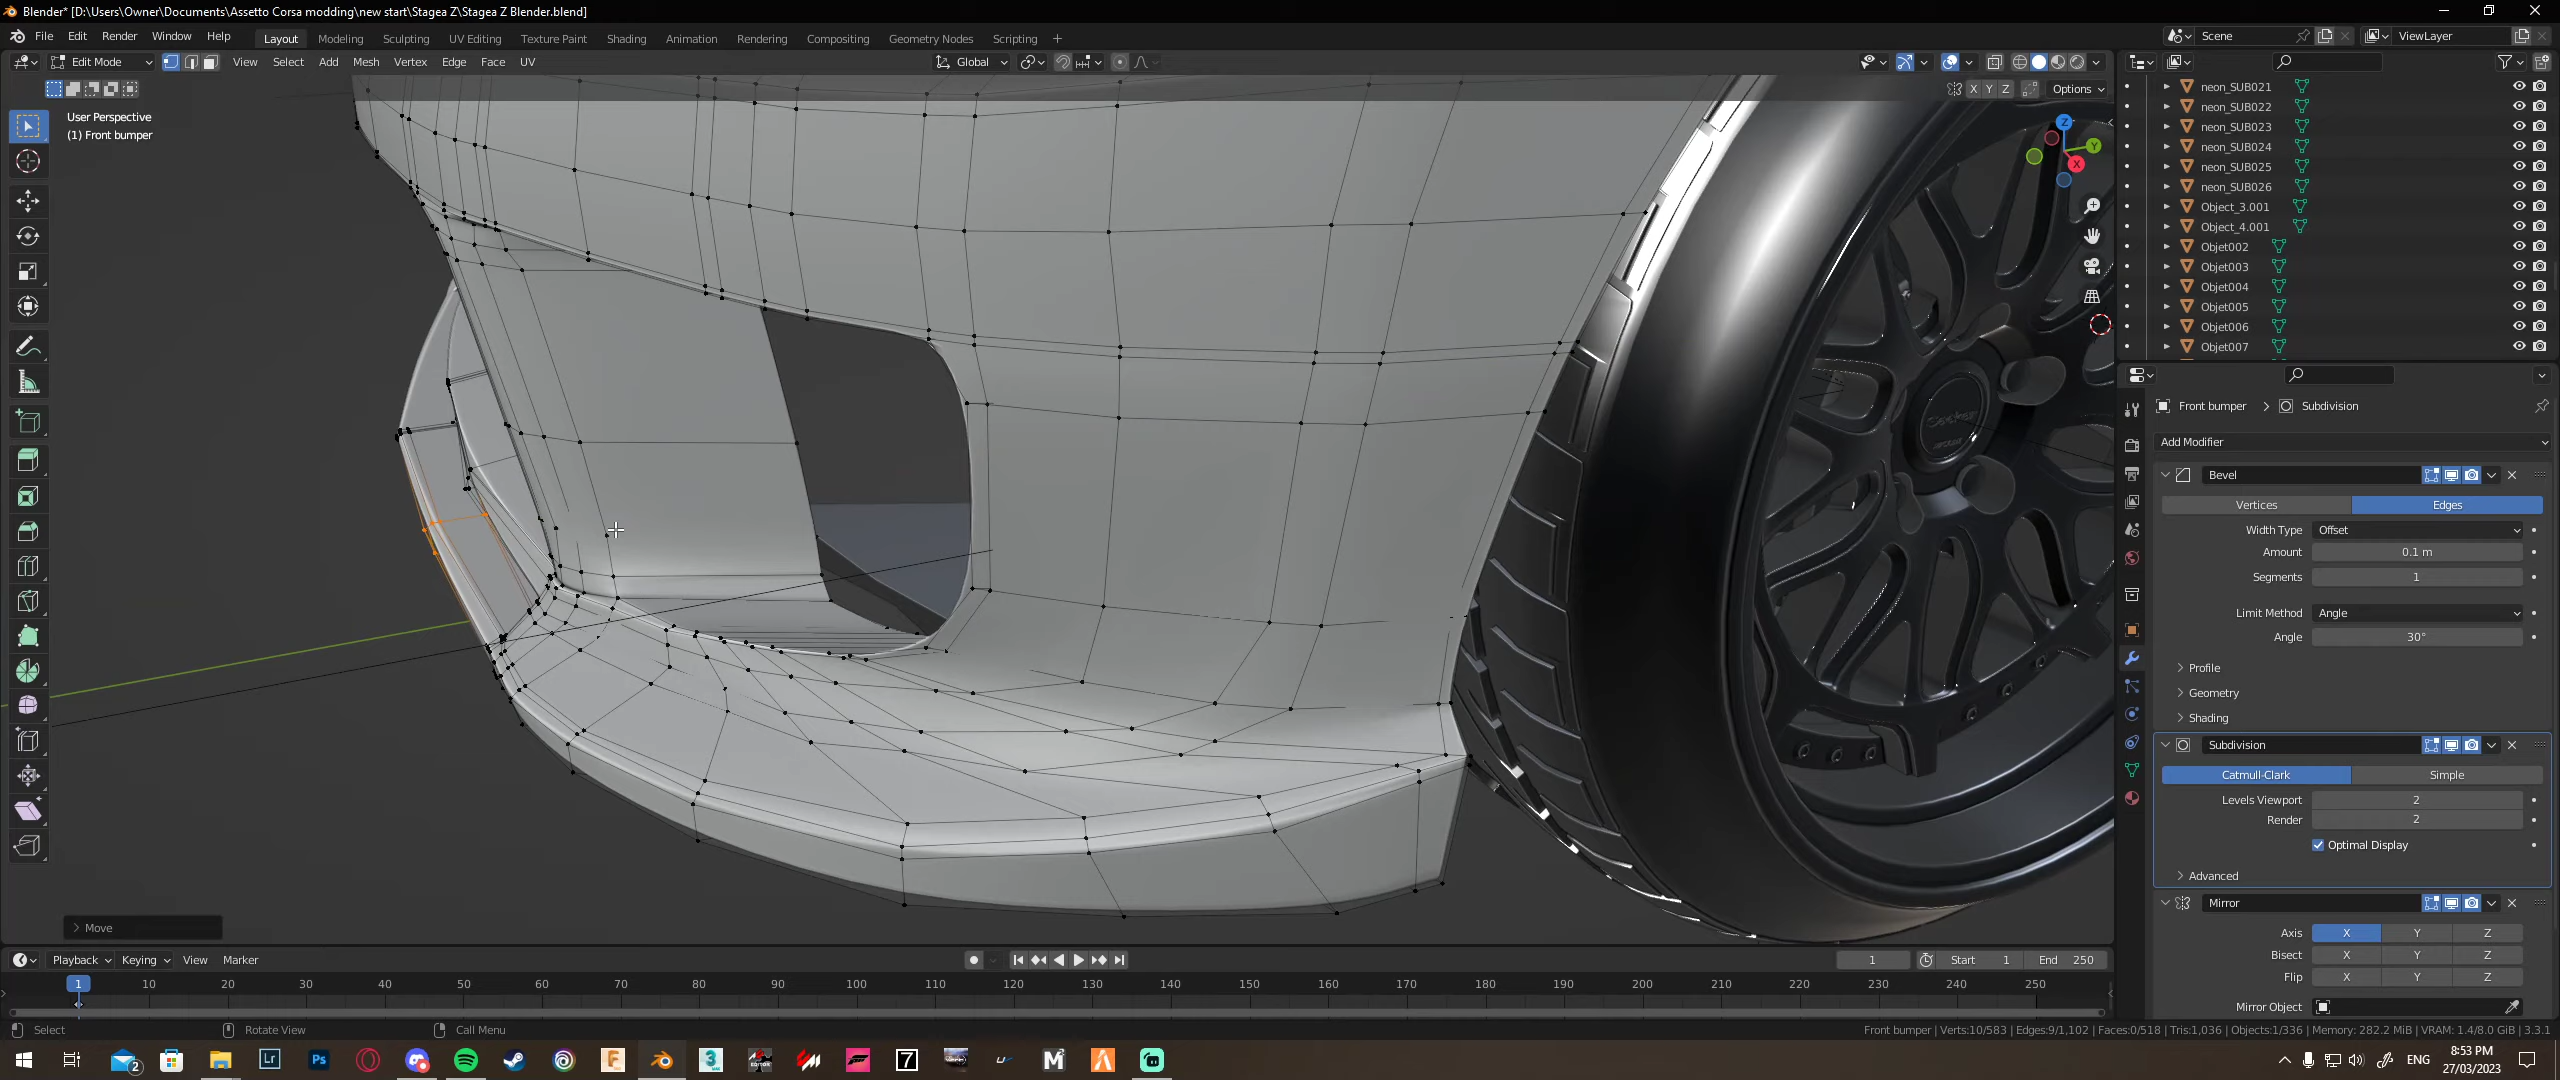 Blender* [D:\Users\Owner\Documents\Assetto Corsa modding\new start\Stagea Z\Stagea Z Blender.blend]
File Edit Render Window Help Layout Modeling Sculpting UV Editing Texture Paint Shading Animation Rendering Compositing Geometry Nodes Scripting + Scene ViewLayer
Edit Mode View Select Add Mesh Vertex Edge Face UV Global
X Y Z Options
User Perspective
(1) Front bumper
Z
Y
X
neon_SUB021
neon_SUB022
neon_SUB023
neon_SUB024
neon_SUB025
neon_SUB026
Object_3.001
Object_4.001
Objet002
Objet003
Objet004
Objet005
Objet006
Objet007
Front bumper > Subdivision
Add Modifier
Bevel
Vertices Edges
Width Type Offset
Amount 0.1 m
Segments 1
Limit Method Angle
Angle 30°
Profile
Geometry
Shading
Subdivision
Catmull-Clark Simple
Levels Viewport 2
Render 2
Optimal Display
Advanced
Mirror
Axis X Y Z
Bisect X Y Z
Flip X Y Z
Mirror Object
Move
Playback Keying View Marker 1 Start 1 End 250
1 10 20 30 40 50 60 70 80 90 100 110 120 130 140 150 160 170 180 190 200 210 220 230 240 250
Select Rotate View Call Menu Front bumper | Verts:10/583 | Edges:9/1,102 | Faces:0/518 | Tris:1,036 | Objects:1/336 | Memory: 282.2 MiB | VRAM: 1.4/8.0 GiB | 3.3.1
2 Lr Ps F 3 EDITOR 7 M ENG 8:53 PM
27/03/2023